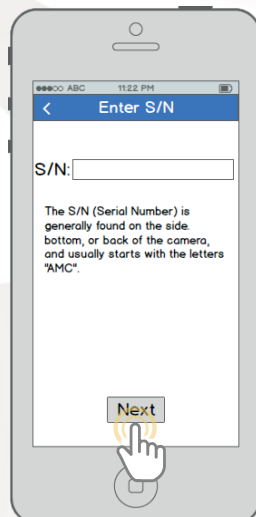 ABC 11:22 PM
< Enter S/N
S/N:
The S/N (Serial Number) is
generally found on the side.
bottom, or back of the camera,
and usually starts with the letters
"AMC".
Next